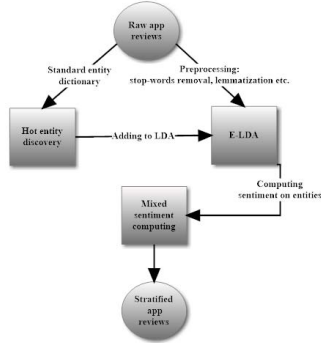 Raw app
reviews
Standard entity
dictionary
Preprocessing:
stop-words removal, lemmatization etc.
Hot entity
discovery
Adding to LDA
E-LDA
Computing
sentiment on entities
Mixed
sentiment
computing
Stratified
app
reviews